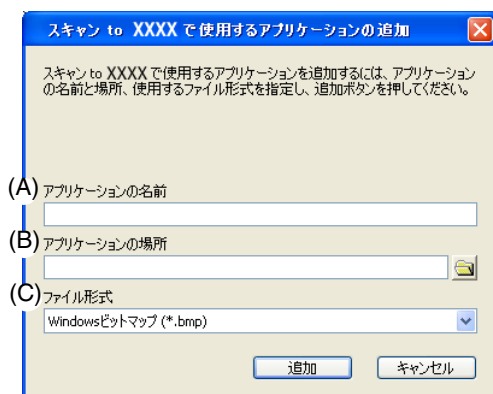 スキャン to XXXX で使用するアプリケーションの追加
スキャン to XXXX で使用するアプリケーションを追加するには、アプリケーション
の名前と場所、使用するファイル形式を指定し、追加ボタンを押してください。
(A) アプリケーションの名前
(B) アプリケーションの場所
(C) ファイル形式
Windowsビットマップ (*.bmp)
追加 キャンセル